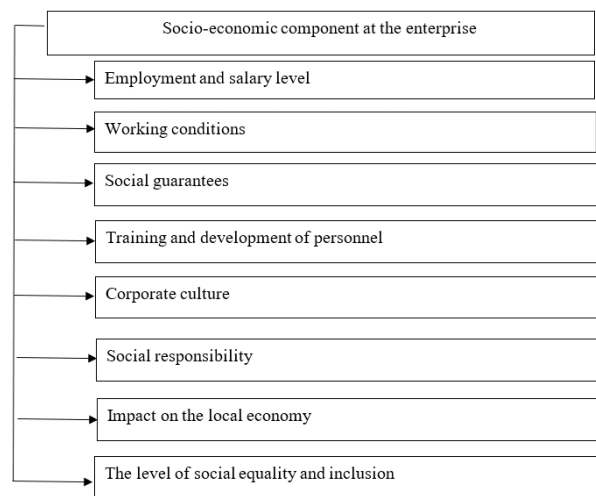 Socio-economic component at the enterprise
Employment and salary level
Working conditions
Social guarantees
Training and development of personnel
Corporate culture
Social responsibility
Impact on the local economy
The level of social equality and inclusion